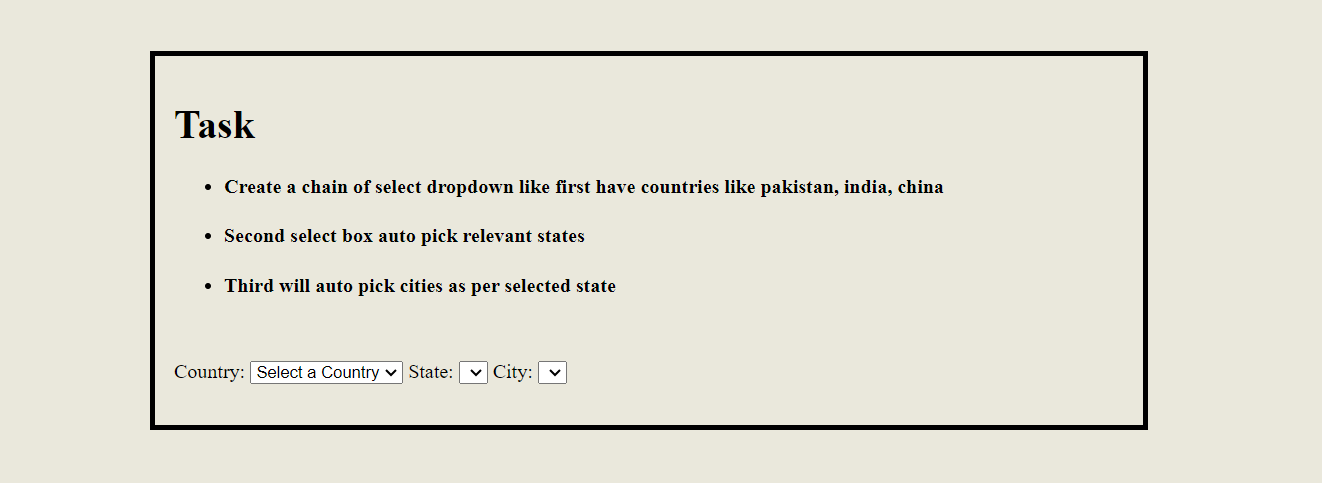 Task
Create a chain of select dropdown like first have countries like pakistan, india, china
Second select box auto pick relevant states
Third will auto pick cities as per selected state
Country: Select a Country State: City: